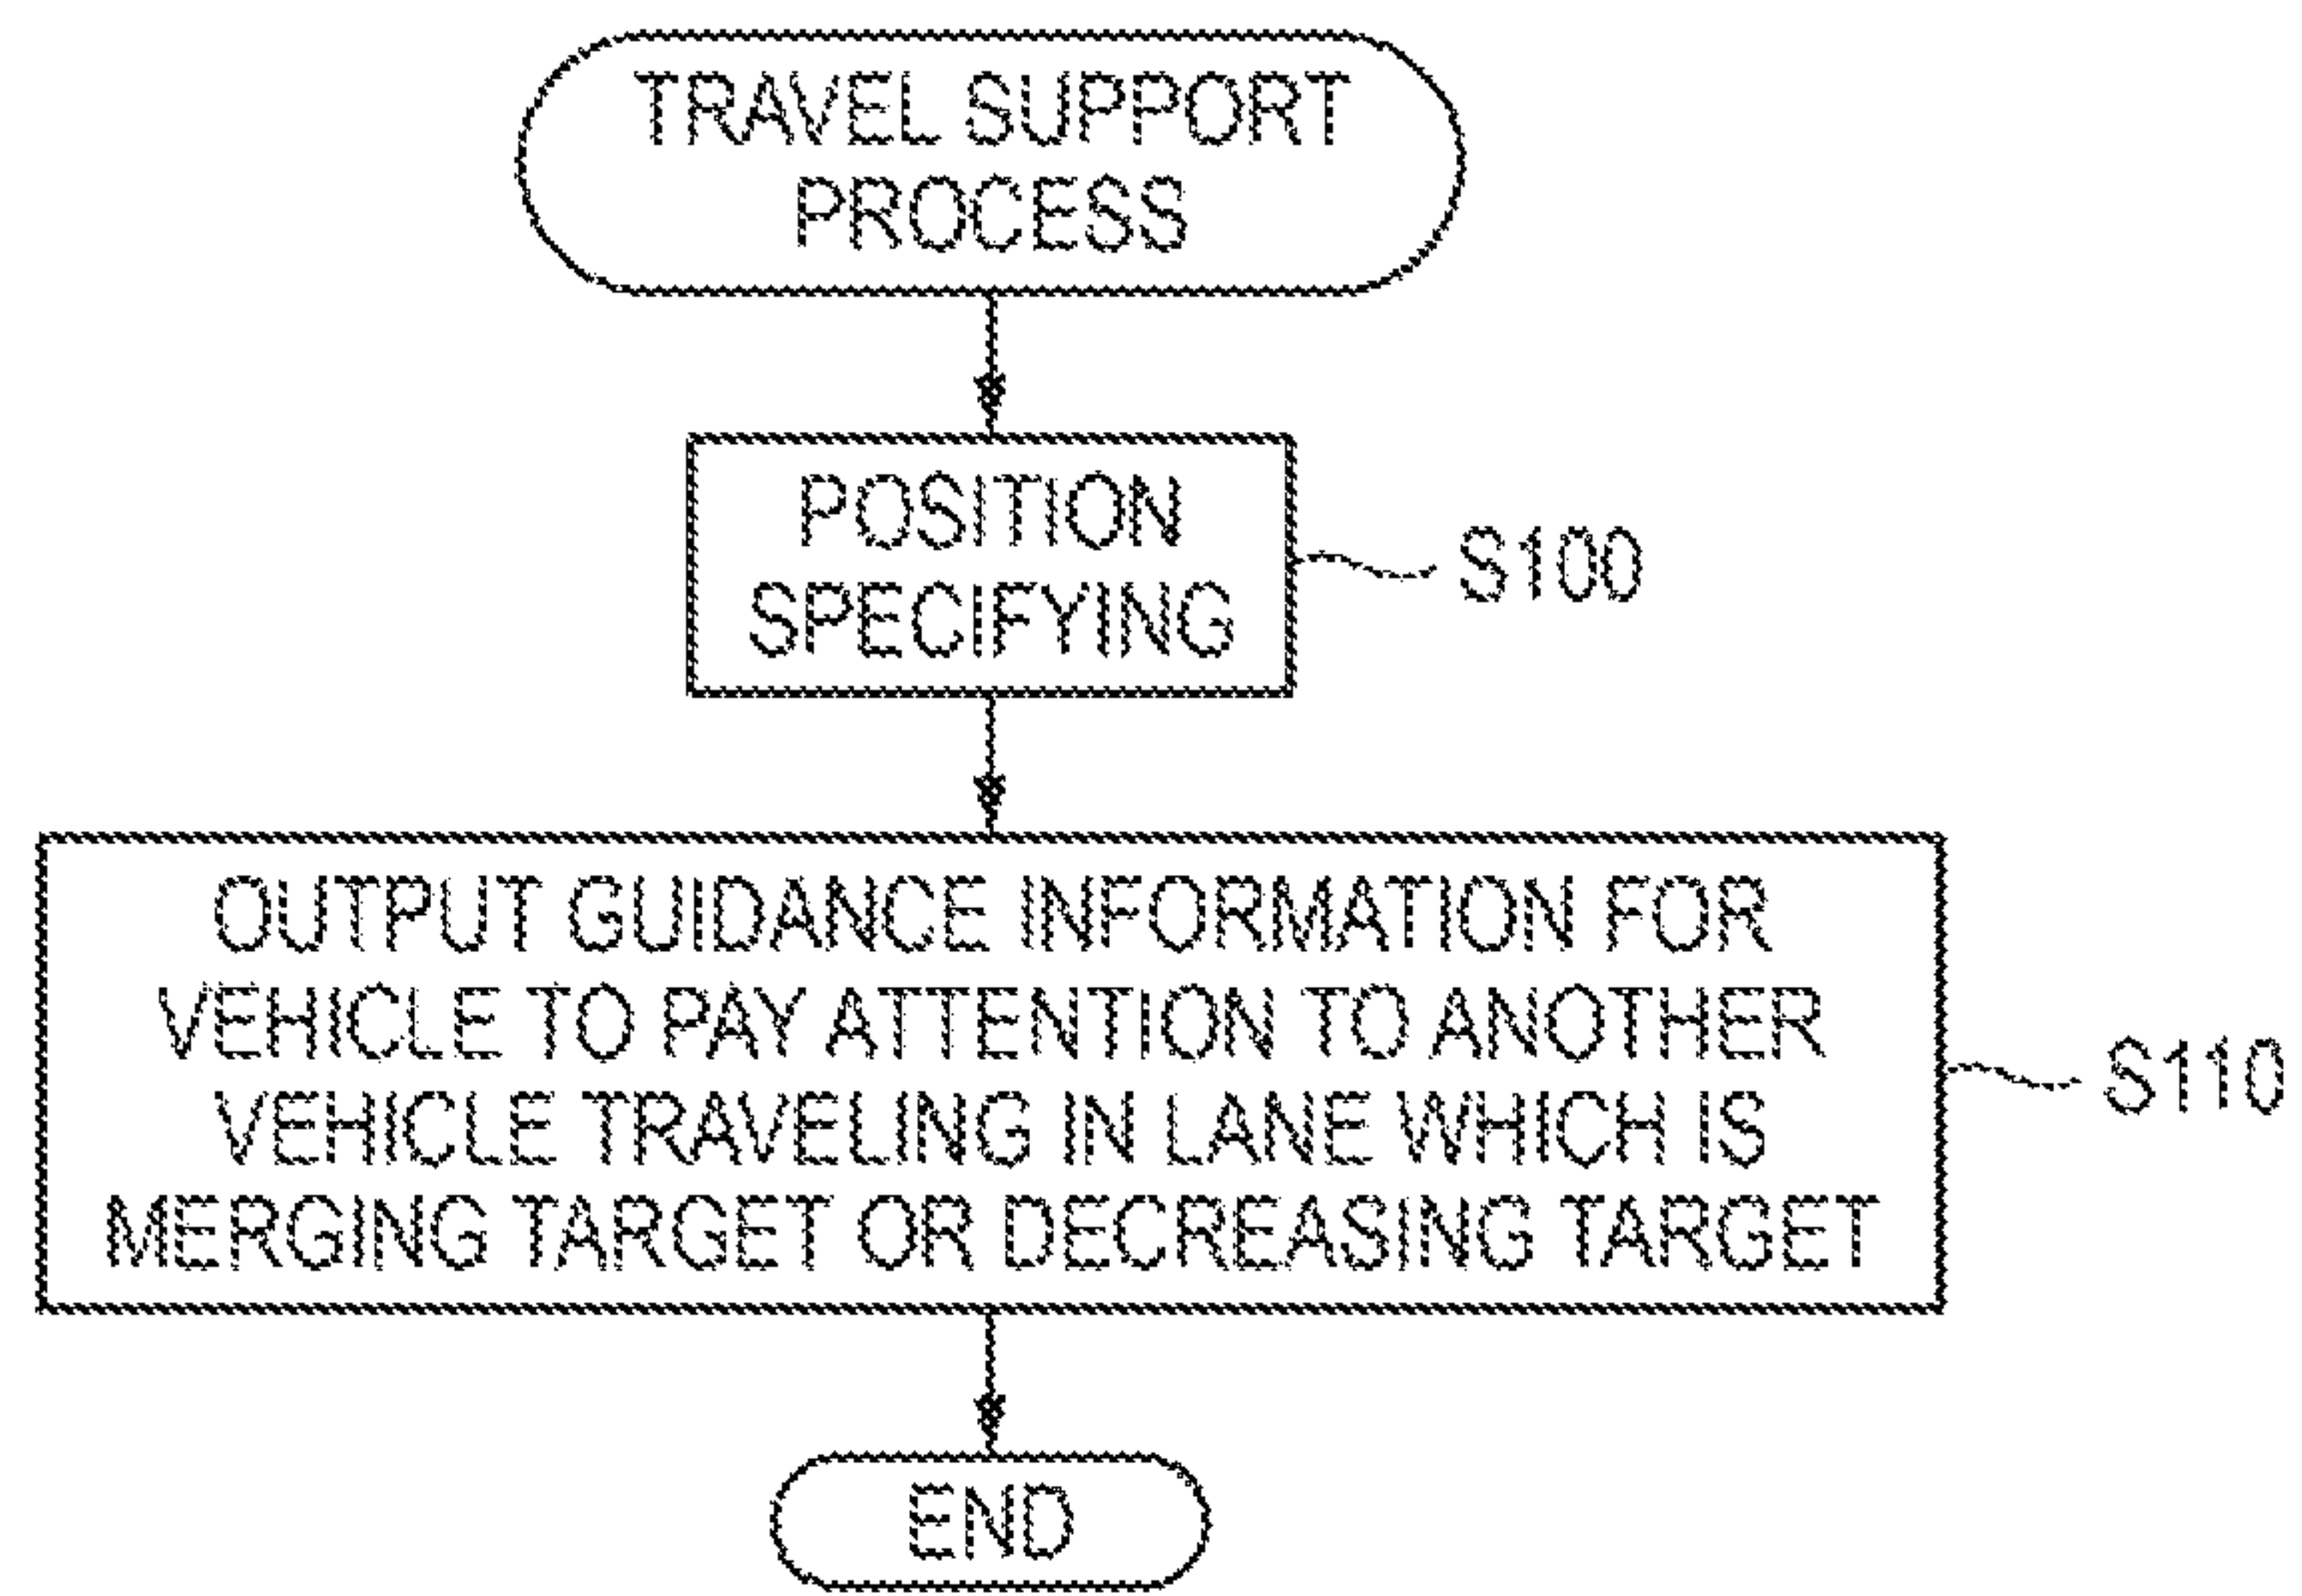 TRAVEL SUPPORT
PROCESS
POSITION
SPECIFYING
S100
OUTPUT GUIDANCE INFORMATION FOR
VEHICLE TO PAY ATTENTION TO ANOTHER
VEHICLE TRAVELING IN LANE WHICH IS
MERGING TARGET OR DECREASING TARGET
S110
END